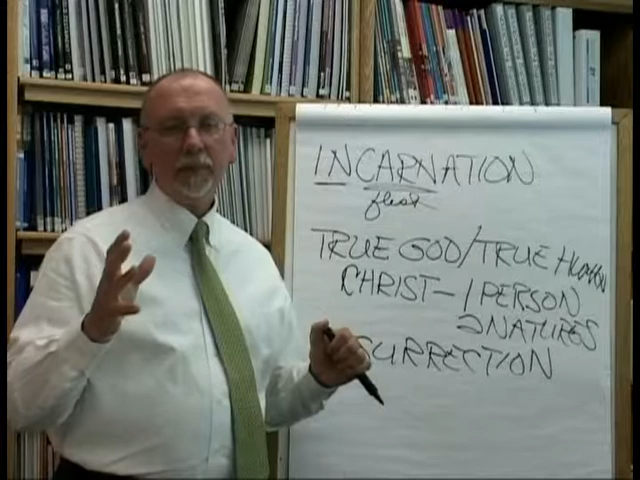 INCARNATION
flesh
TRUE GOD/TRUE HUMAN
CHRIST-1 PERSON
2 NATURES
SURRECTION